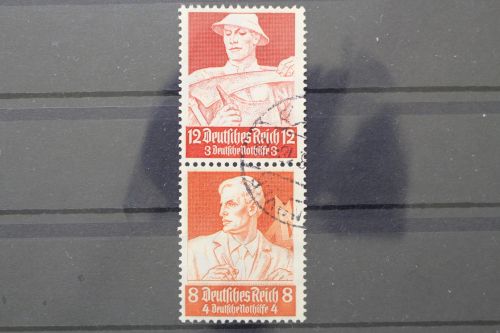 12 Deutsches Reich 12
3 Deutsche Nothilfe 3
8 Deutsches Reich 8
4 Deutsche Nothilfe 4